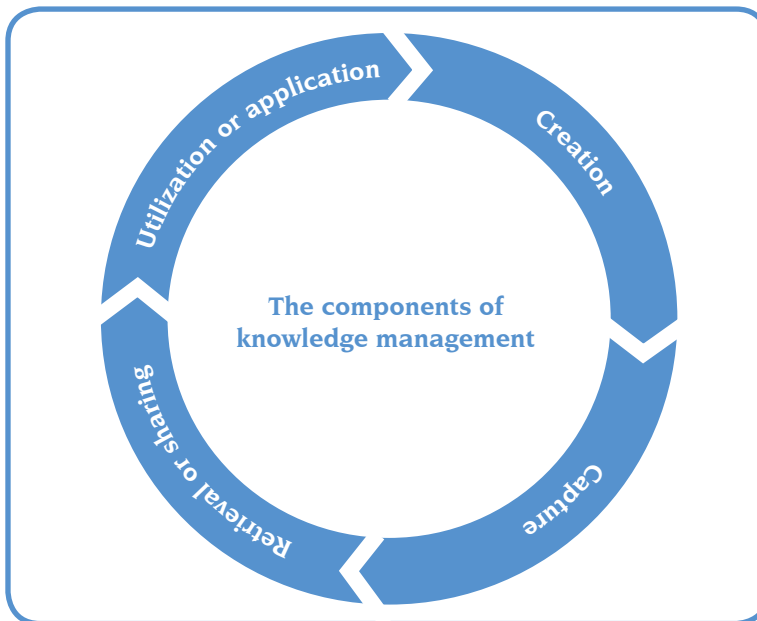 Utilization or application
Creation
The components of
knowledge management
Retrieval or sharing
Capture